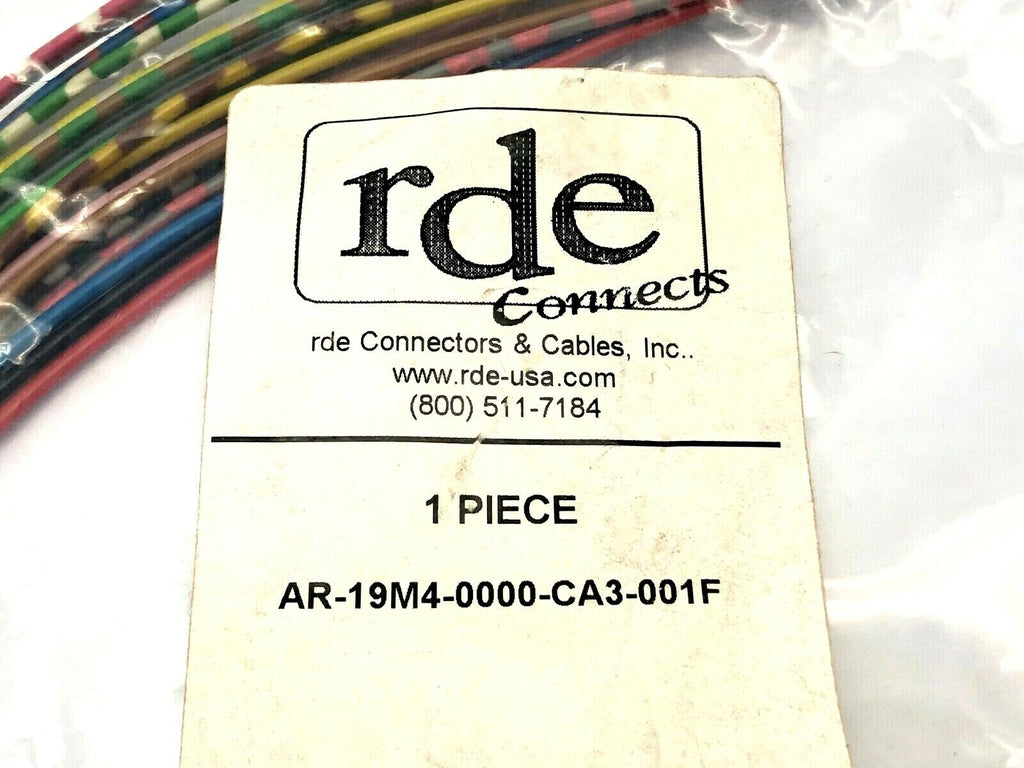 rde
Connects
rde Connectors & Cables, Inc..
www.rde-usa.com
(800) 511-7184
1 PIECE
AR-19M4-0000-CA3-001F